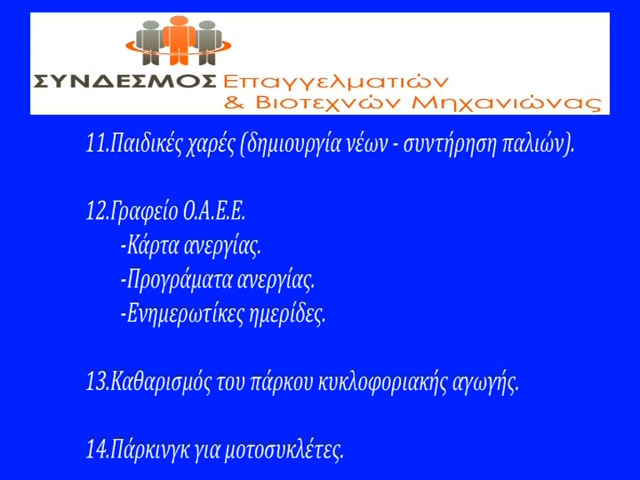 ΣΥΝΔΕΣΜΟΣ Επαγγελματιών
& Βιοτεχνών Μηχανιώνας
11.Παιδικές χαρές (δημιουργία νέων - συντήρηση παλιών).
12.Γραφείο Ο.Α.Ε.Ε.
-Κάρτα ανεργίας.
-Προγράματα ανεργίας.
-Ενημερωτίκες ημερίδες.
13.Καθαρισμός του πάρκου κυκλοφοριακής αγωγής.
14.Πάρκινγκ για μοτοσυκλέτες.